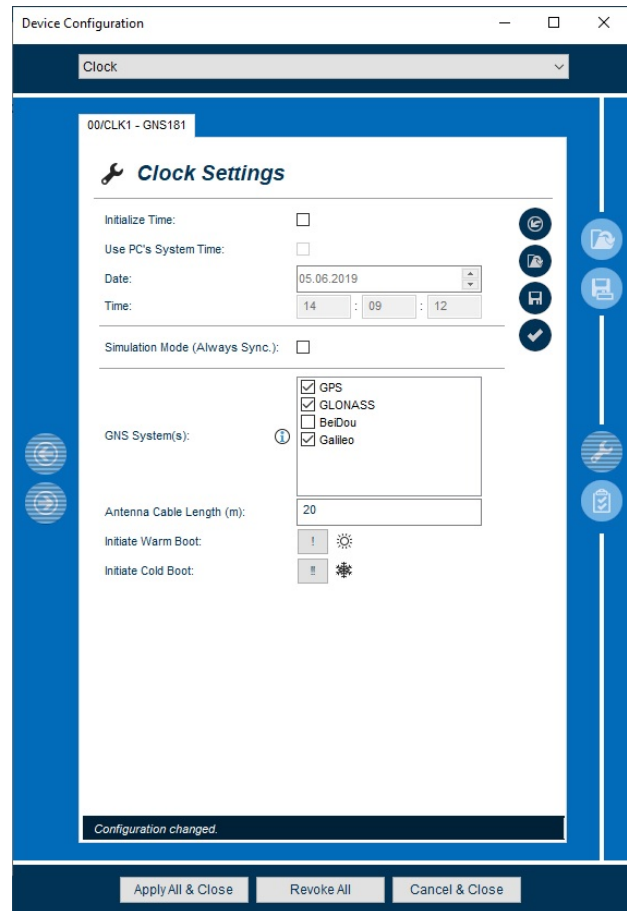 Device Configuration
Clock
00/CLK1 - GNS181
Clock Settings
Initialize Time:
Use PC's System Time:
Date: 05.06.2019
Time: 14 : 09 : 12
Simulation Mode (Always Sync.):
GPS
GLONASS
BeiDou
GNS System(s): Galileo
Antenna Cable Length (m): 20
Initiate Warm Boot: !
Initiate Cold Boot: !!
Configuration changed.
Apply All & Close Revoke All Cancel & Close